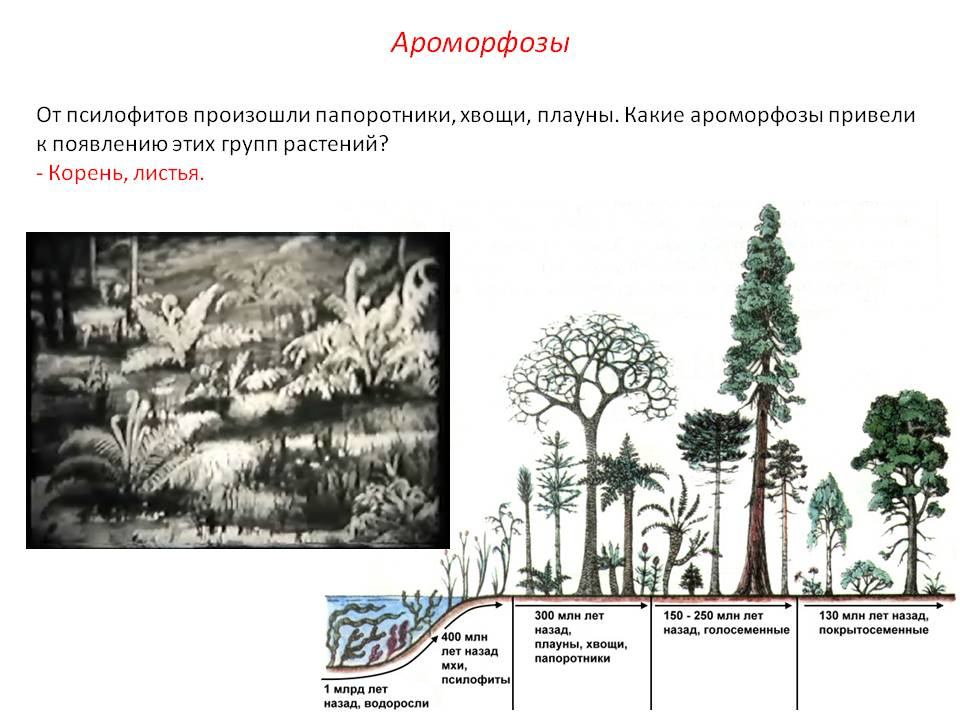 Ароморфозы
От псилофитов произошли папоротники, хвощи, плауны. Какие ароморфозы привели
к появлению этих групп растений?
- Корень, листья.
1 млрд лет
назад, водоросли
400 млн
лет назад
мхи,
псилофиты
300 млн лет
назад,
плауны, хвощи,
папоротники
150 - 250 млн лет
назад, голосеменные
130 млн лет назад,
покрытосеменные